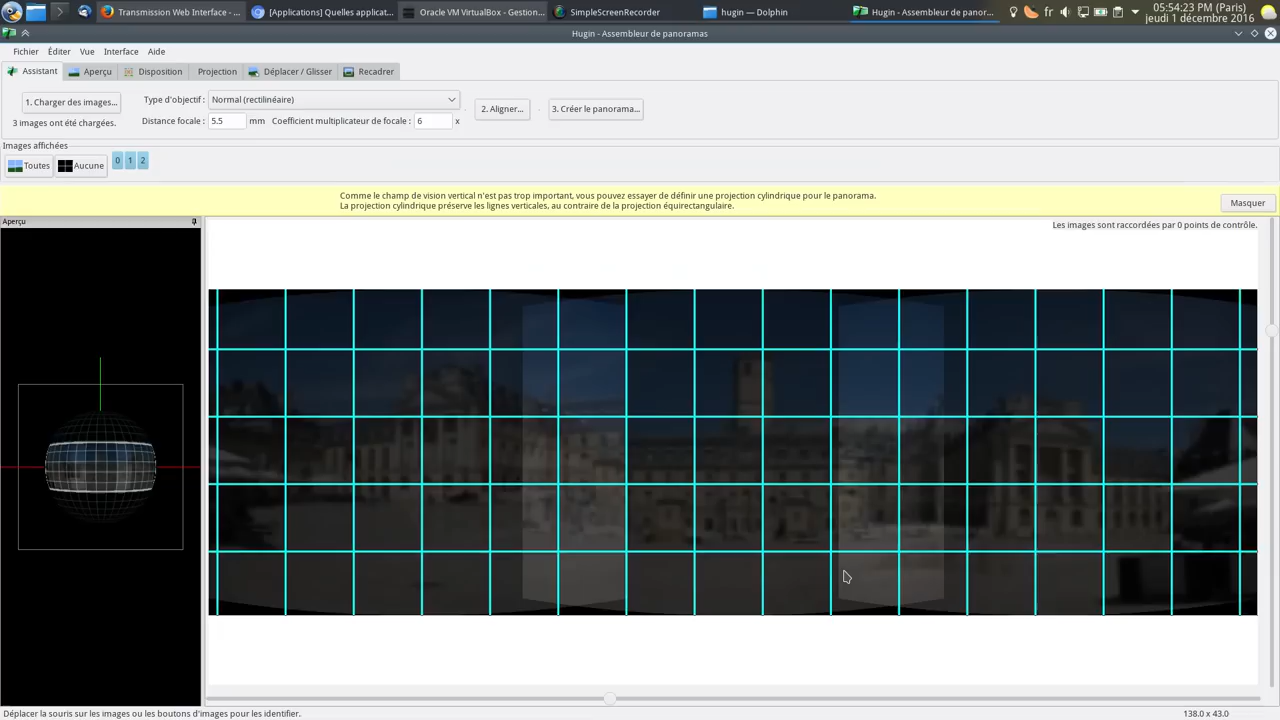 Transmission Web Interface - ...
[Applications] Quelles applicat...
Oracle VM VirtualBox - Gestion...
SimpleScreenRecorder
hugin — Dolphin
Hugin - Assembleur de panor...
fr
05:54:23 PM (Paris)
jeudi 1 décembre 2016
Hugin - Assembleur de panoramas
Fichier Éditer Vue Interface Aide
Assistant Aperçu Disposition Projection Déplacer / Glisser Recadrer
1. Charger des images...
Type d'objectif : Normal (rectilinéaire)
2. Aligner...
3. Créer le panorama...
3 images ont été chargées.
Distance focale : 5.5 mm Coefficient multiplicateur de focale : 6 x
Images affichées
Toutes Aucune 0 1 2
Comme le champ de vision vertical n'est pas trop important, vous pouvez essayer de définir une projection cylindrique pour le panorama.
La projection cylindrique préserve les lignes verticales, au contraire de la projection équirectangulaire.
Masquer
Aperçu
Les images sont raccordées par 0 points de contrôle.
Déplacer la souris sur les images ou les boutons d'images pour les identifier.
138.0 x 43.0